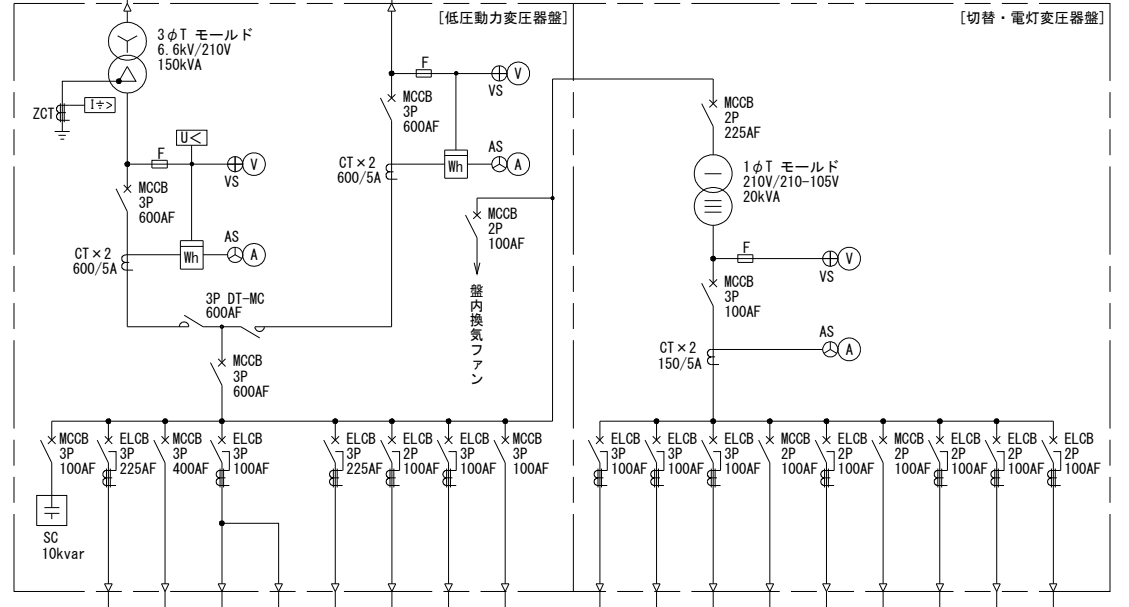 [低圧動力変圧器盤]
[切替・電灯変圧器盤]
3φT モールド
6.6kV/210V
150kVA
ZCT
I÷>
U<
F
V
VS
MCCB
3P
600AF
CT×2
600/5A
Wh
AS
A
F
V
VS
MCCB
3P
600AF
CT×2
600/5A
Wh
AS
A
MCCB
2P
100AF
盤内換気ファン
3P DT-MC
600AF
MCCB
3P
600AF
MCCB
2P
225AF
1φT モールド
210V/210-105V
20kVA
F
V
VS
MCCB
3P
100AF
AS
A
CT×2
150/5A
MCCB
3P
100AF
ELCB
3P
225AF
MCCB
3P
400AF
ELCB
3P
100AF
ELCB
3P
225AF
ELCB
2P
100AF
ELCB
3P
100AF
MCCB
3P
100AF
ELCB
3P
100AF
ELCB
3P
100AF
ELCB
3P
100AF
MCCB
2P
100AF
ELCB
2P
100AF
MCCB
2P
100AF
ELCB
2P
100AF
ELCB
2P
100AF
ELCB
2P
100AF
SC
10kvar